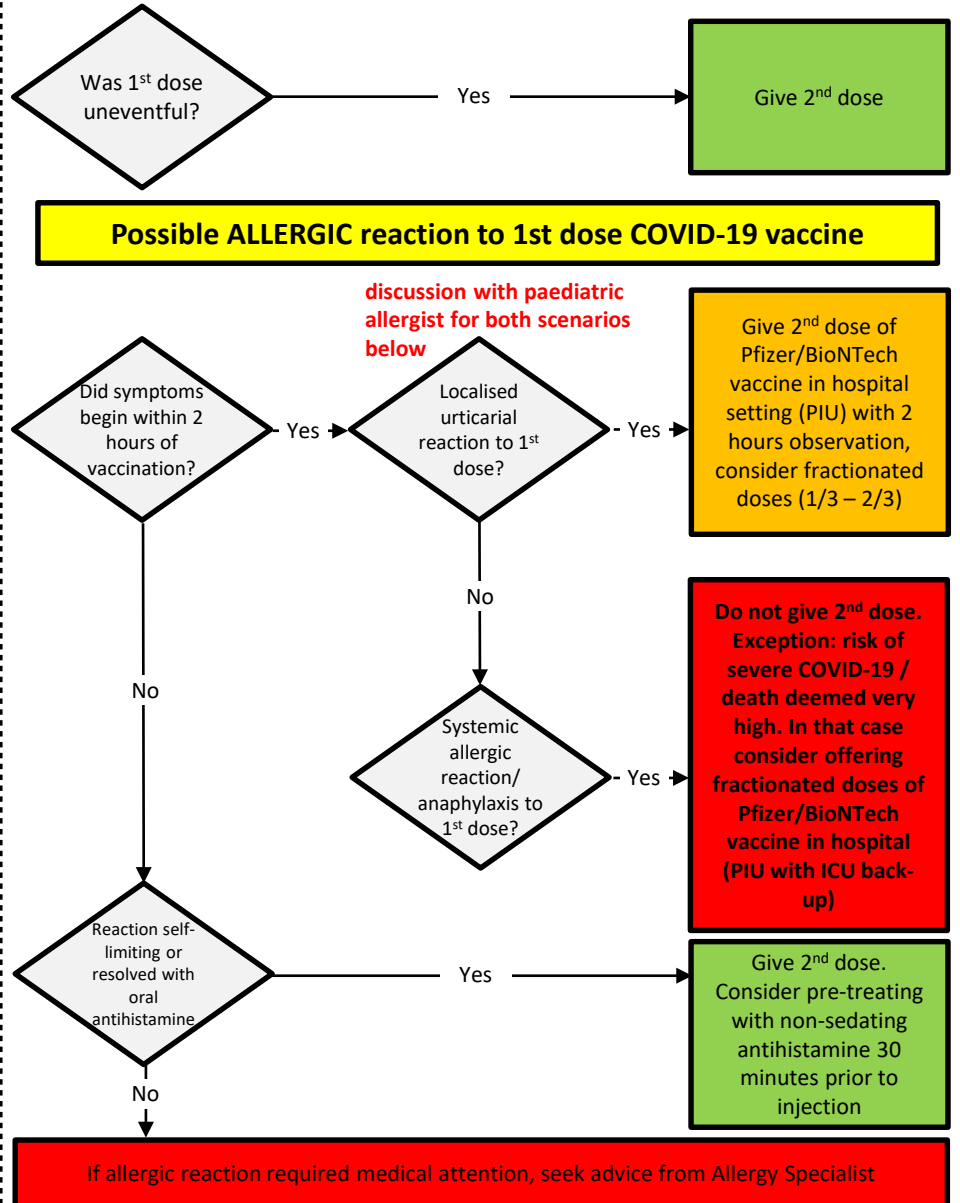 Was 1st dose
uneventful?
Yes
Give 2nd dose
Possible ALLERGIC reaction to 1st dose COVID-19 vaccine
discussion with paediatric
allergist for both scenarios
below
Did symptoms
begin within 2
hours of
vaccination?
Yes
Localised
urticarial
reaction to 1st
dose?
Yes
Give 2nd dose of
Pfizer/BioNTech
vaccine in hospital
setting (PIU) with 2
hours observation,
consider fractionated
doses (1/3 – 2/3)
No
No
Systemic
allergic
reaction/
anaphylaxis to
1st dose?
Yes
Do not give 2nd dose.
Exception: risk of
severe COVID-19 /
death deemed very
high. In that case
consider offering
fractionated doses of
Pfizer/BioNTech
vaccine in hospital
(PIU with ICU back-
up)
Reaction self-
limiting or
resolved with
oral
antihistamine
Yes
Give 2nd dose.
Consider pre-treating
with non-sedating
antihistamine 30
minutes prior to
injection
No
If allergic reaction required medical attention, seek advice from Allergy Specialist